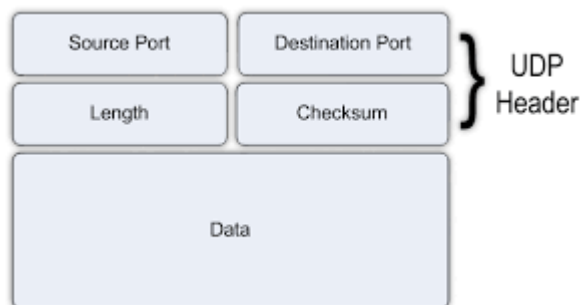 Source Port
Destination Port
UDP
Header
Length
Checksum
Data